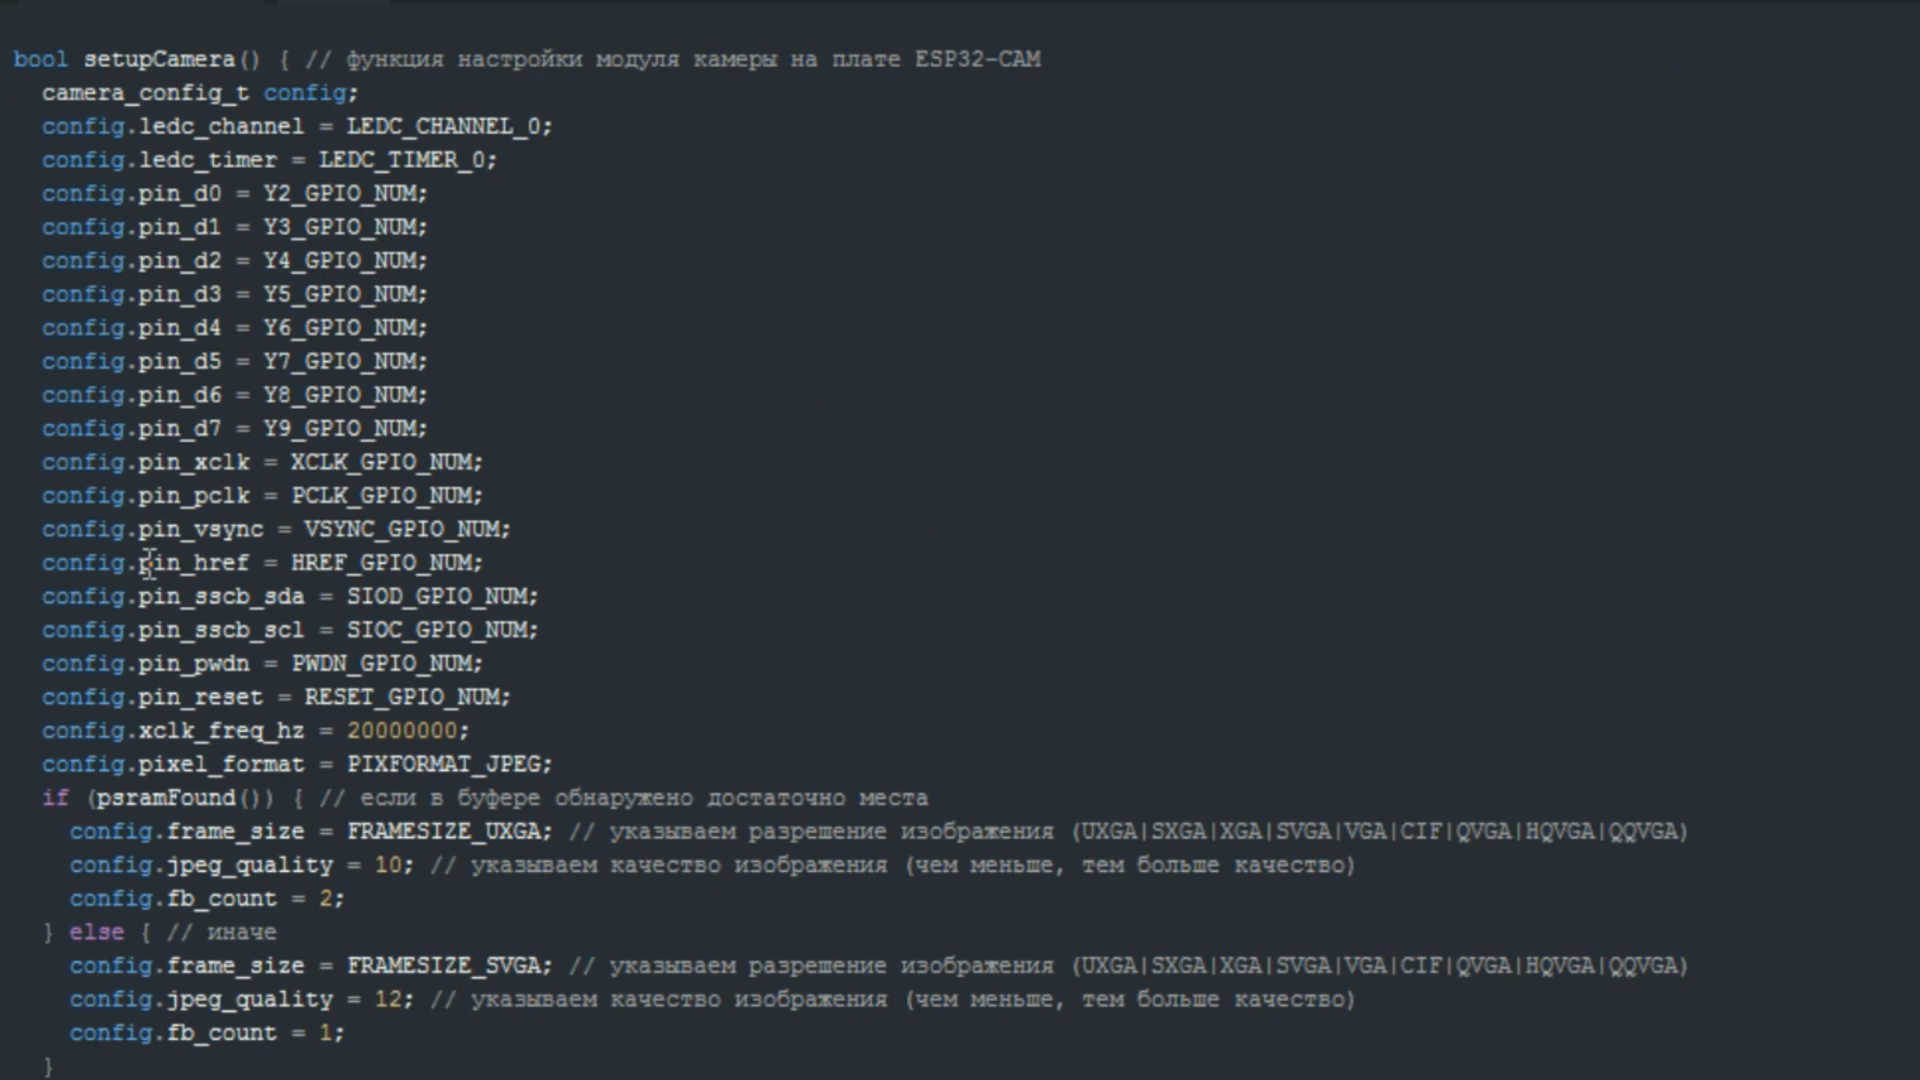 bool setupCamera() { // функция настройки модуля камеры на плате ESP32-CAM
  camera_config_t config;
  config.ledc_channel = LEDC_CHANNEL_0;
  config.ledc_timer = LEDC_TIMER_0;
  config.pin_d0 = Y2_GPIO_NUM;
  config.pin_d1 = Y3_GPIO_NUM;
  config.pin_d2 = Y4_GPIO_NUM;
  config.pin_d3 = Y5_GPIO_NUM;
  config.pin_d4 = Y6_GPIO_NUM;
  config.pin_d5 = Y7_GPIO_NUM;
  config.pin_d6 = Y8_GPIO_NUM;
  config.pin_d7 = Y9_GPIO_NUM;
  config.pin_xclk = XCLK_GPIO_NUM;
  config.pin_pclk = PCLK_GPIO_NUM;
  config.pin_vsync = VSYNC_GPIO_NUM;
  config.pin_href = HREF_GPIO_NUM;
  config.pin_sscb_sda = SIOD_GPIO_NUM;
  config.pin_sscb_scl = SIOC_GPIO_NUM;
  config.pin_pwdn = PWDN_GPIO_NUM;
  config.pin_reset = RESET_GPIO_NUM;
  config.xclk_freq_hz = 20000000;
  config.pixel_format = PIXFORMAT_JPEG;
  if (psramFound()) { // если в буфере обнаружено достаточно места
    config.frame_size = FRAMESIZE_UXGA; // указываем разрешение изображения (UXGA|SXGA|XGA|SVGA|VGA|CIF|QVGA|HQVGA|QQVGA)
    config.jpeg_quality = 10; // указываем качество изображения (чем меньше, тем больше качество)
    config.fb_count = 2;
  } else { // иначе
    config.frame_size = FRAMESIZE_SVGA; // указываем разрешение изображения (UXGA|SXGA|XGA|SVGA|VGA|CIF|QVGA|HQVGA|QQVGA)
    config.jpeg_quality = 12; // указываем качество изображения (чем меньше, тем больше качество)
    config.fb_count = 1;
  }